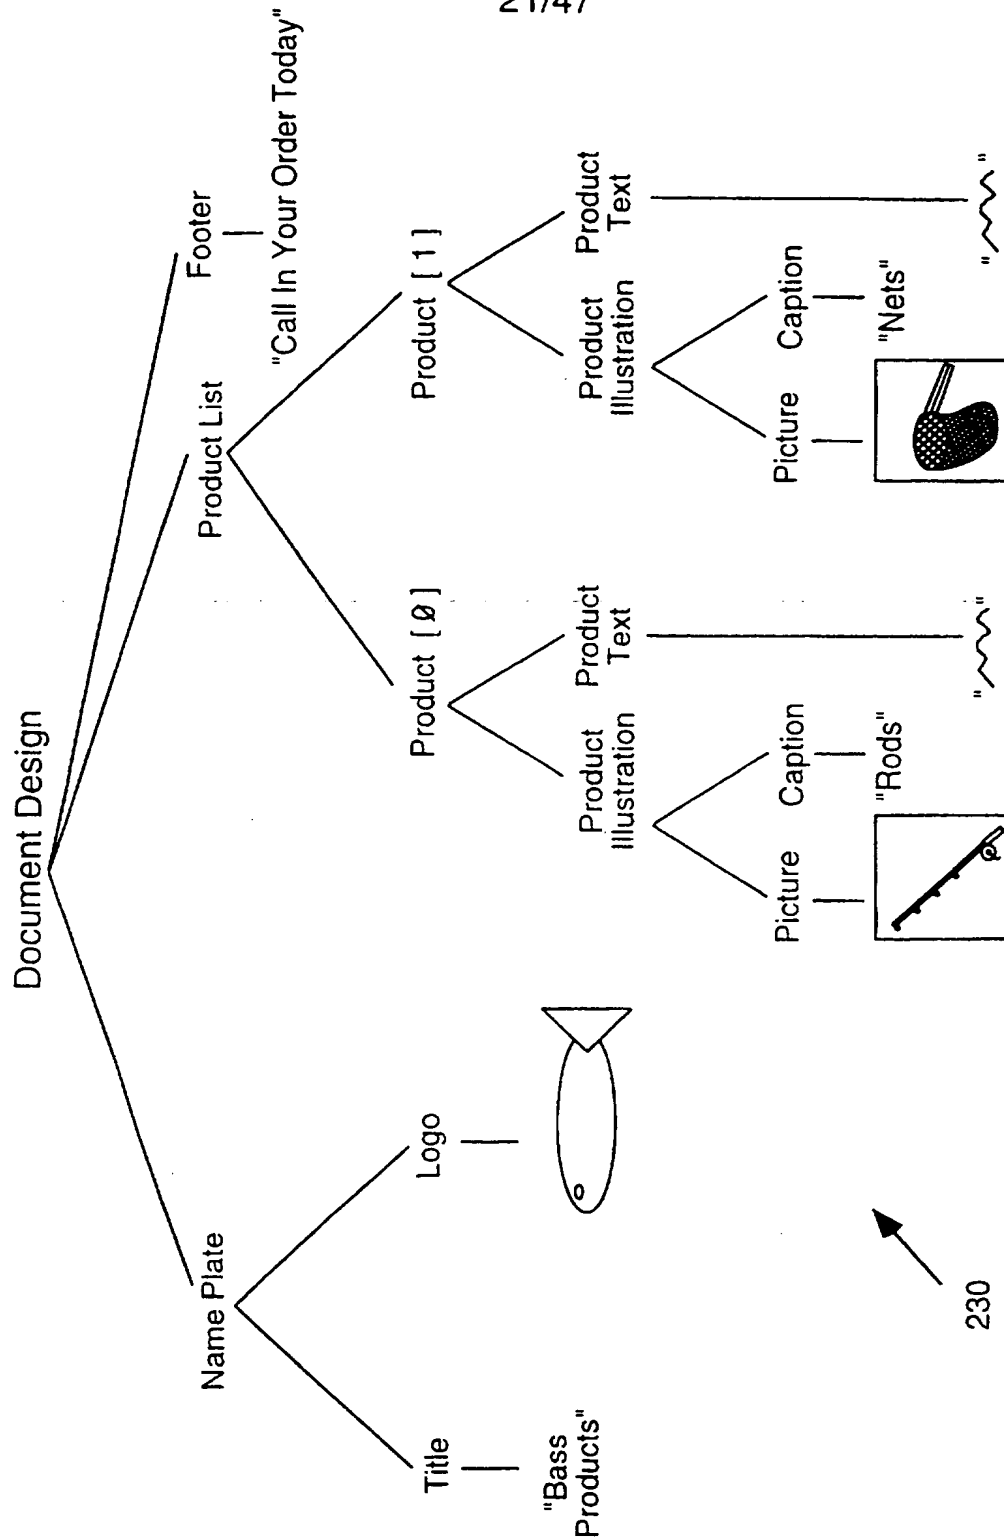 21/47
Document Design
Name Plate
Product List
Footer
"Call In Your Order Today"
Title
Logo
Product [ 0 ]
Product [ 1 ]
"Bass
Products"
Product
Illustration
Product
Text
Product
Illustration
Product
Text
Picture
Caption
Picture
Caption
"Rods"
"Nets"
" "
" "
230